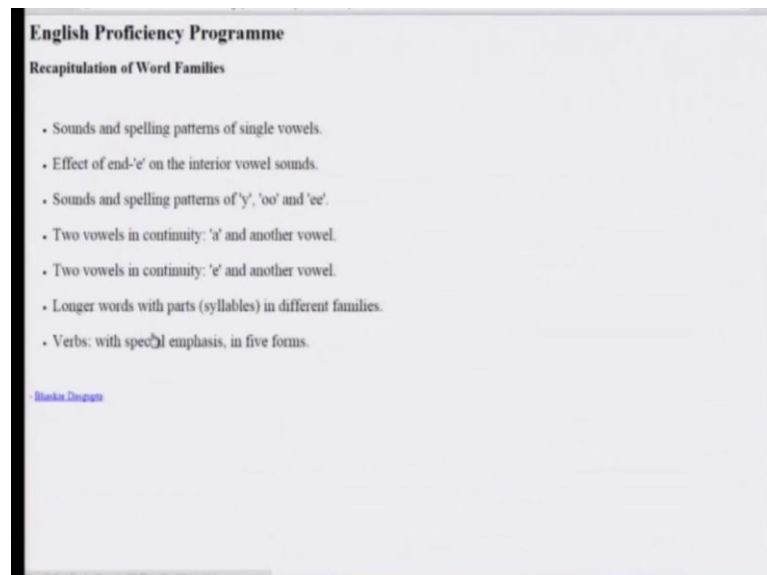 English Proficiency Programme
Recapitulation of Word Families
• Sounds and spelling patterns of single vowels.
• Effect of end-'e' on the interior vowel sounds.
• Sounds and spelling patterns of 'y', 'oo' and 'ee'.
• Two vowels in continuity: 'a' and another vowel.
• Two vowels in continuity: 'e' and another vowel.
• Longer words with parts (syllables) in different families.
• Verbs: with special emphasis, in five forms.
- Bhaskar Dasgupta